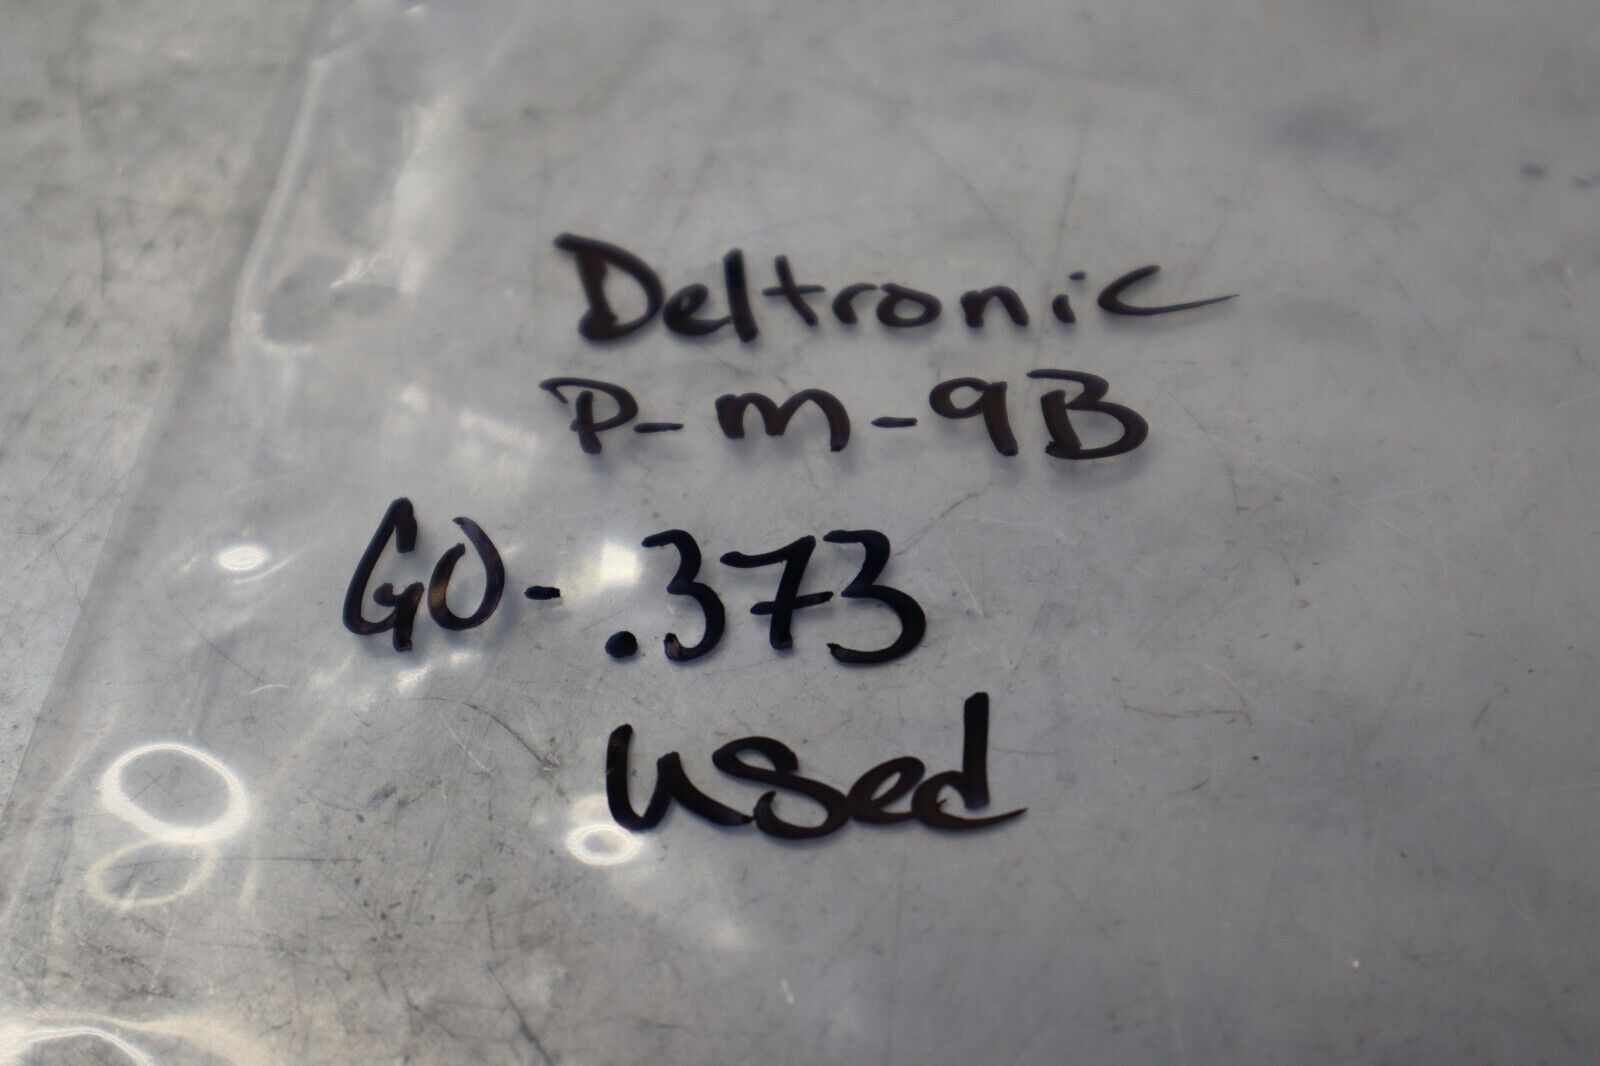 Deltronic
P-M-9B
GO-.373
used